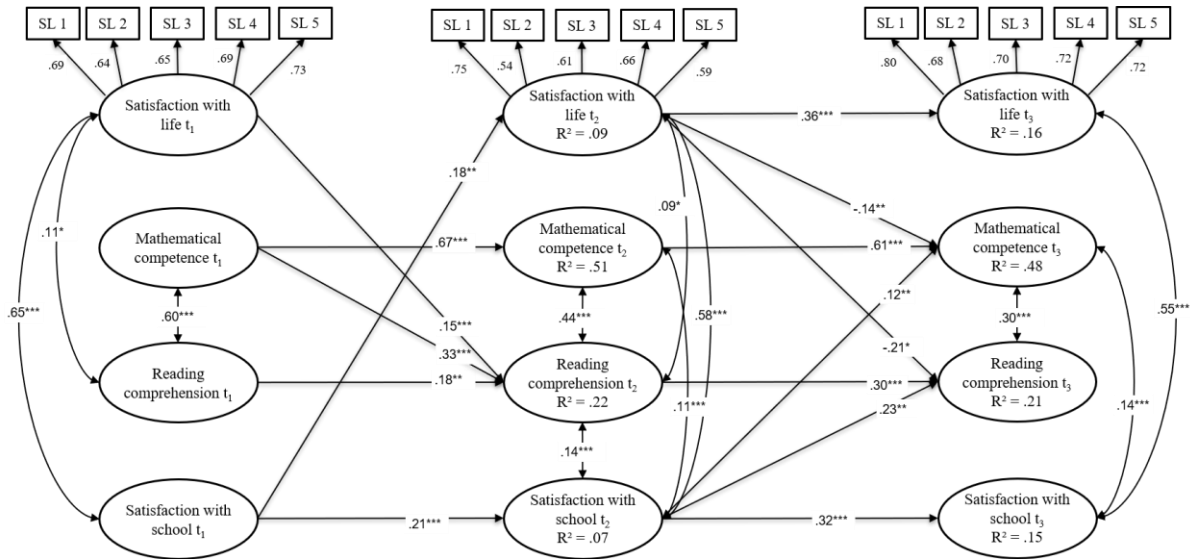 SL 1 SL 2 SL 3 SL 4 SL 5
SL 1 SL 2 SL 3 SL 4 SL 5
SL 1 SL 2 SL 3 SL 4 SL 5
.69 .64 .65 .69 .73
.75 .54 .61 .66 .59
.80 .68 .70 .72 .72
Satisfaction with
life t₁
Satisfaction with
life t₂
R² = .09
.36***
Satisfaction with
life t₃
R² = .16
.18**
.11*
.09*
-.14**
Mathematical
competence t₁
.67***
Mathematical
competence t₂
R² = .51
.61***
Mathematical
competence t₃
R² = .48
.65***
.60***
.15***
.33***
.44***
.58***
.12**
-.21*
.30***
.55***
Reading
comprehension t₁
.18**
Reading
comprehension t₂
R² = .22
.30***
Reading
comprehension t₃
R² = .21
.11***
.23**
.14***
.14***
Satisfaction with
school t₁
.21***
Satisfaction with
school t₂
R² = .07
.32***
Satisfaction with
school t₃
R² = .15